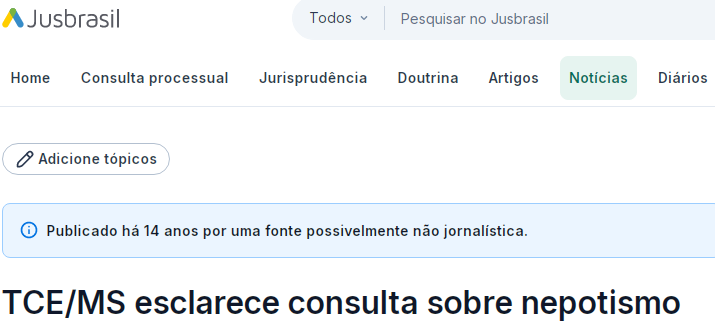 Jusbrasil
Todos Pesquisar no Jusbrasil
Home Consulta processual Jurisprudência Doutrina Artigos Notícias Diários
Adicione tópicos
Publicado há 14 anos por uma fonte possivelmente não jornalística.
TCE/MS esclarece consulta sobre nepotismo